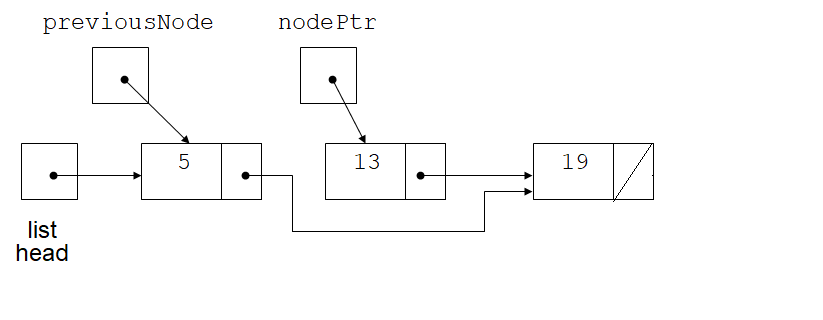 previousNode nodePtr
5 13 19
list
head